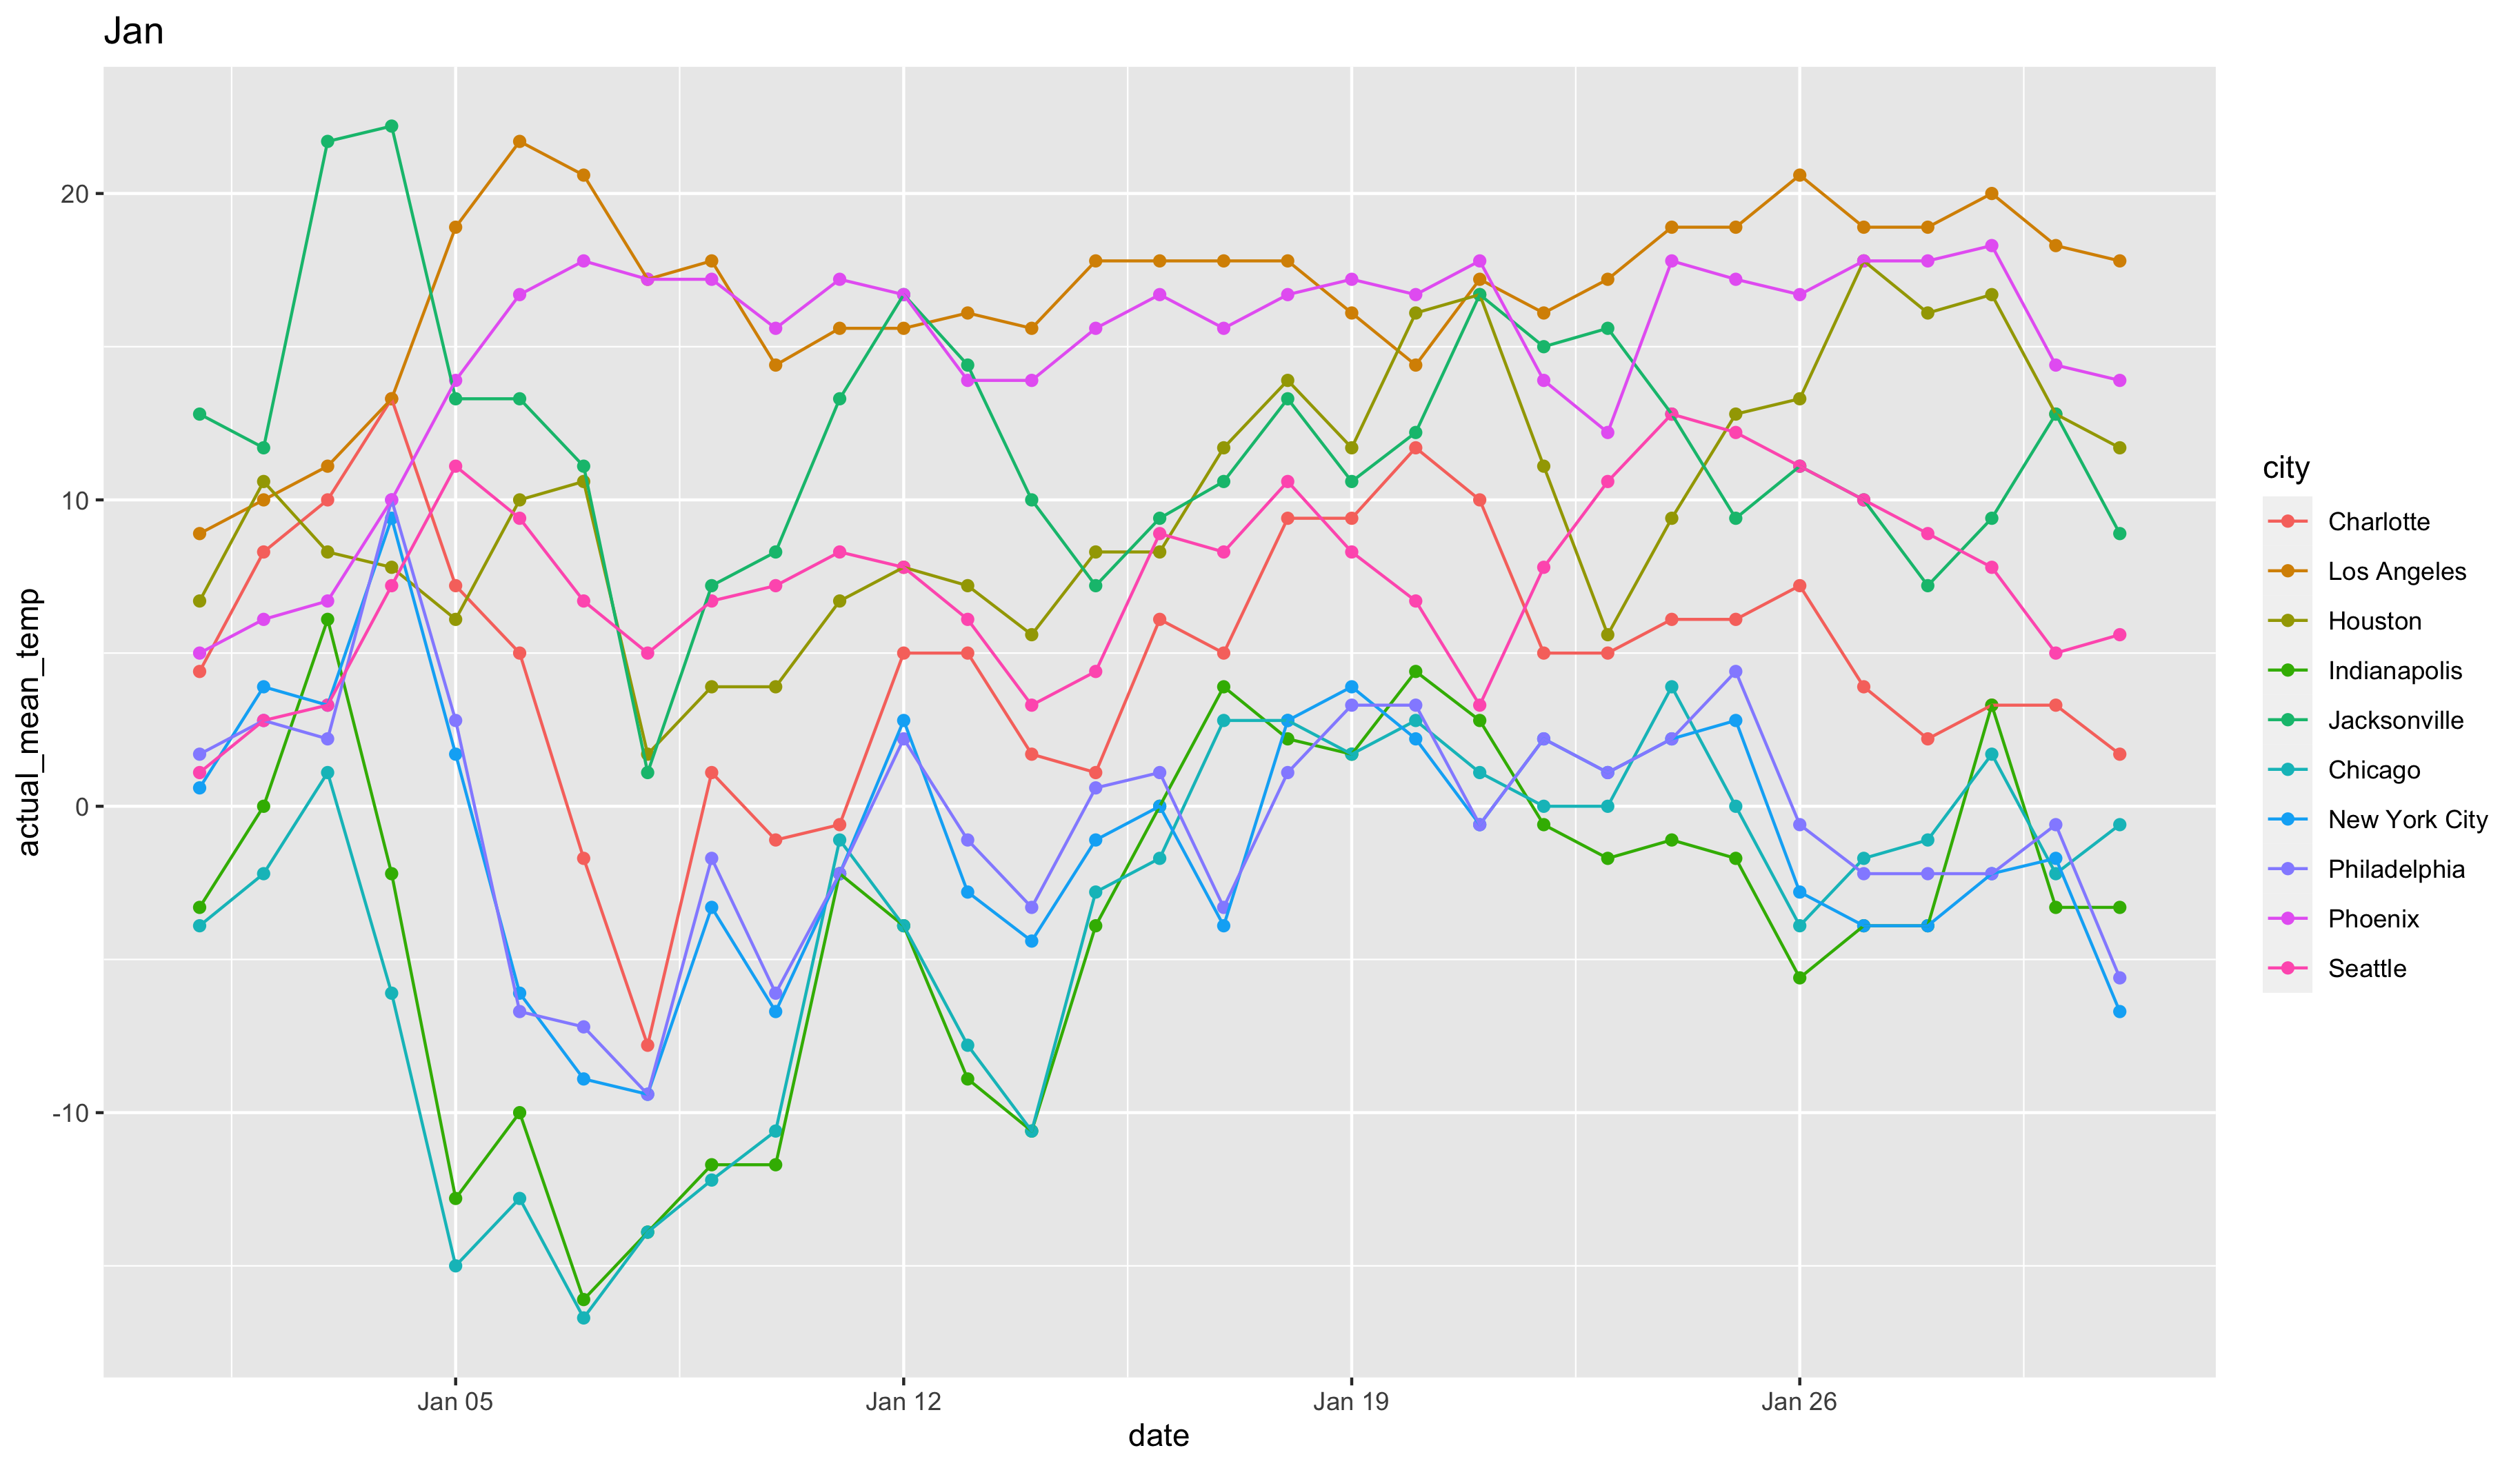 Jan
actual_mean_temp
20
10
0
-10
Jan 05
Jan 12
Jan 19
Jan 26
date
city
Charlotte
Los Angeles
Houston
Indianapolis
Jacksonville
Chicago
New York City
Philadelphia
Phoenix
Seattle